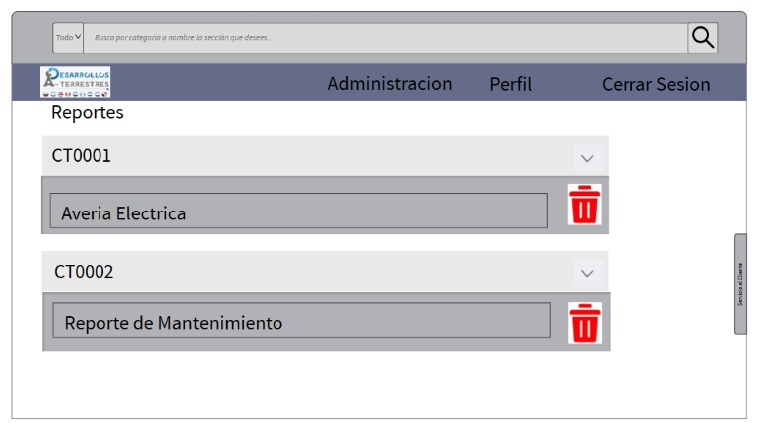 Todo
Busca por categoria o nombre la sección que desees...
DESARROLLOS
TERRESTRES
Administracion
Perfil
Cerrar Sesion
Reportes
CT0001
Averia Electrica
CT0002
Reporte de Mantenimiento
Servicio al Cliente